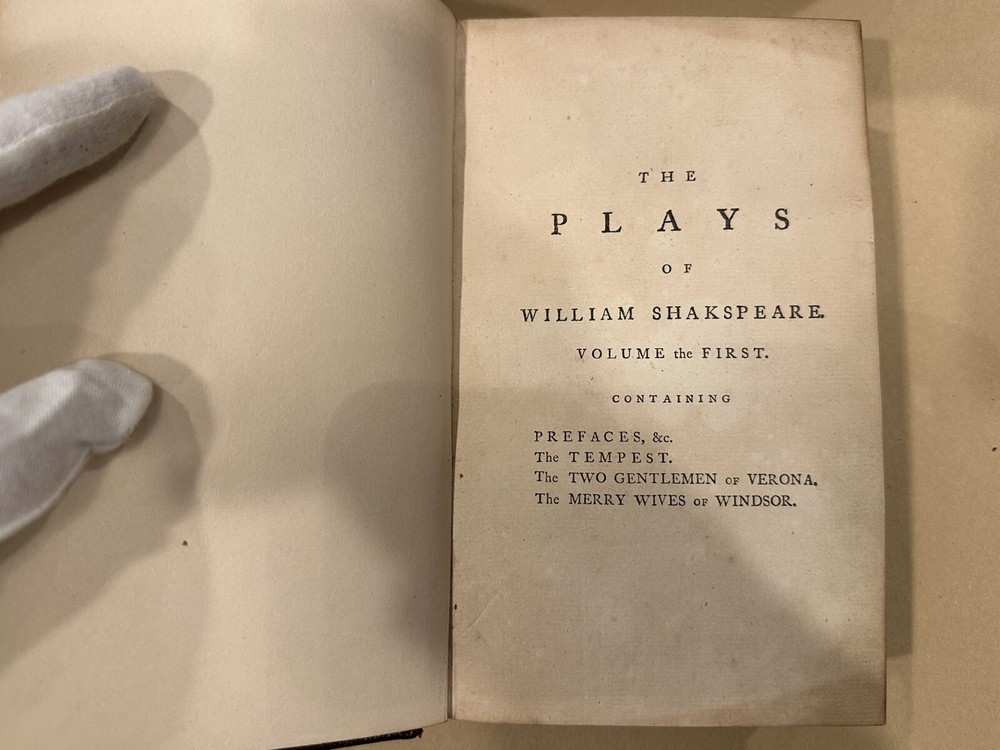 THE
PLAYS
OF
WILLIAM SHAKSPEARE.
VOLUME the FIRST.
CONTAINING
PREFACES, &c.
The TEMPEST.
The TWO GENTLEMEN OF VERONA.
The MERRY WIVES OF WINDSOR.